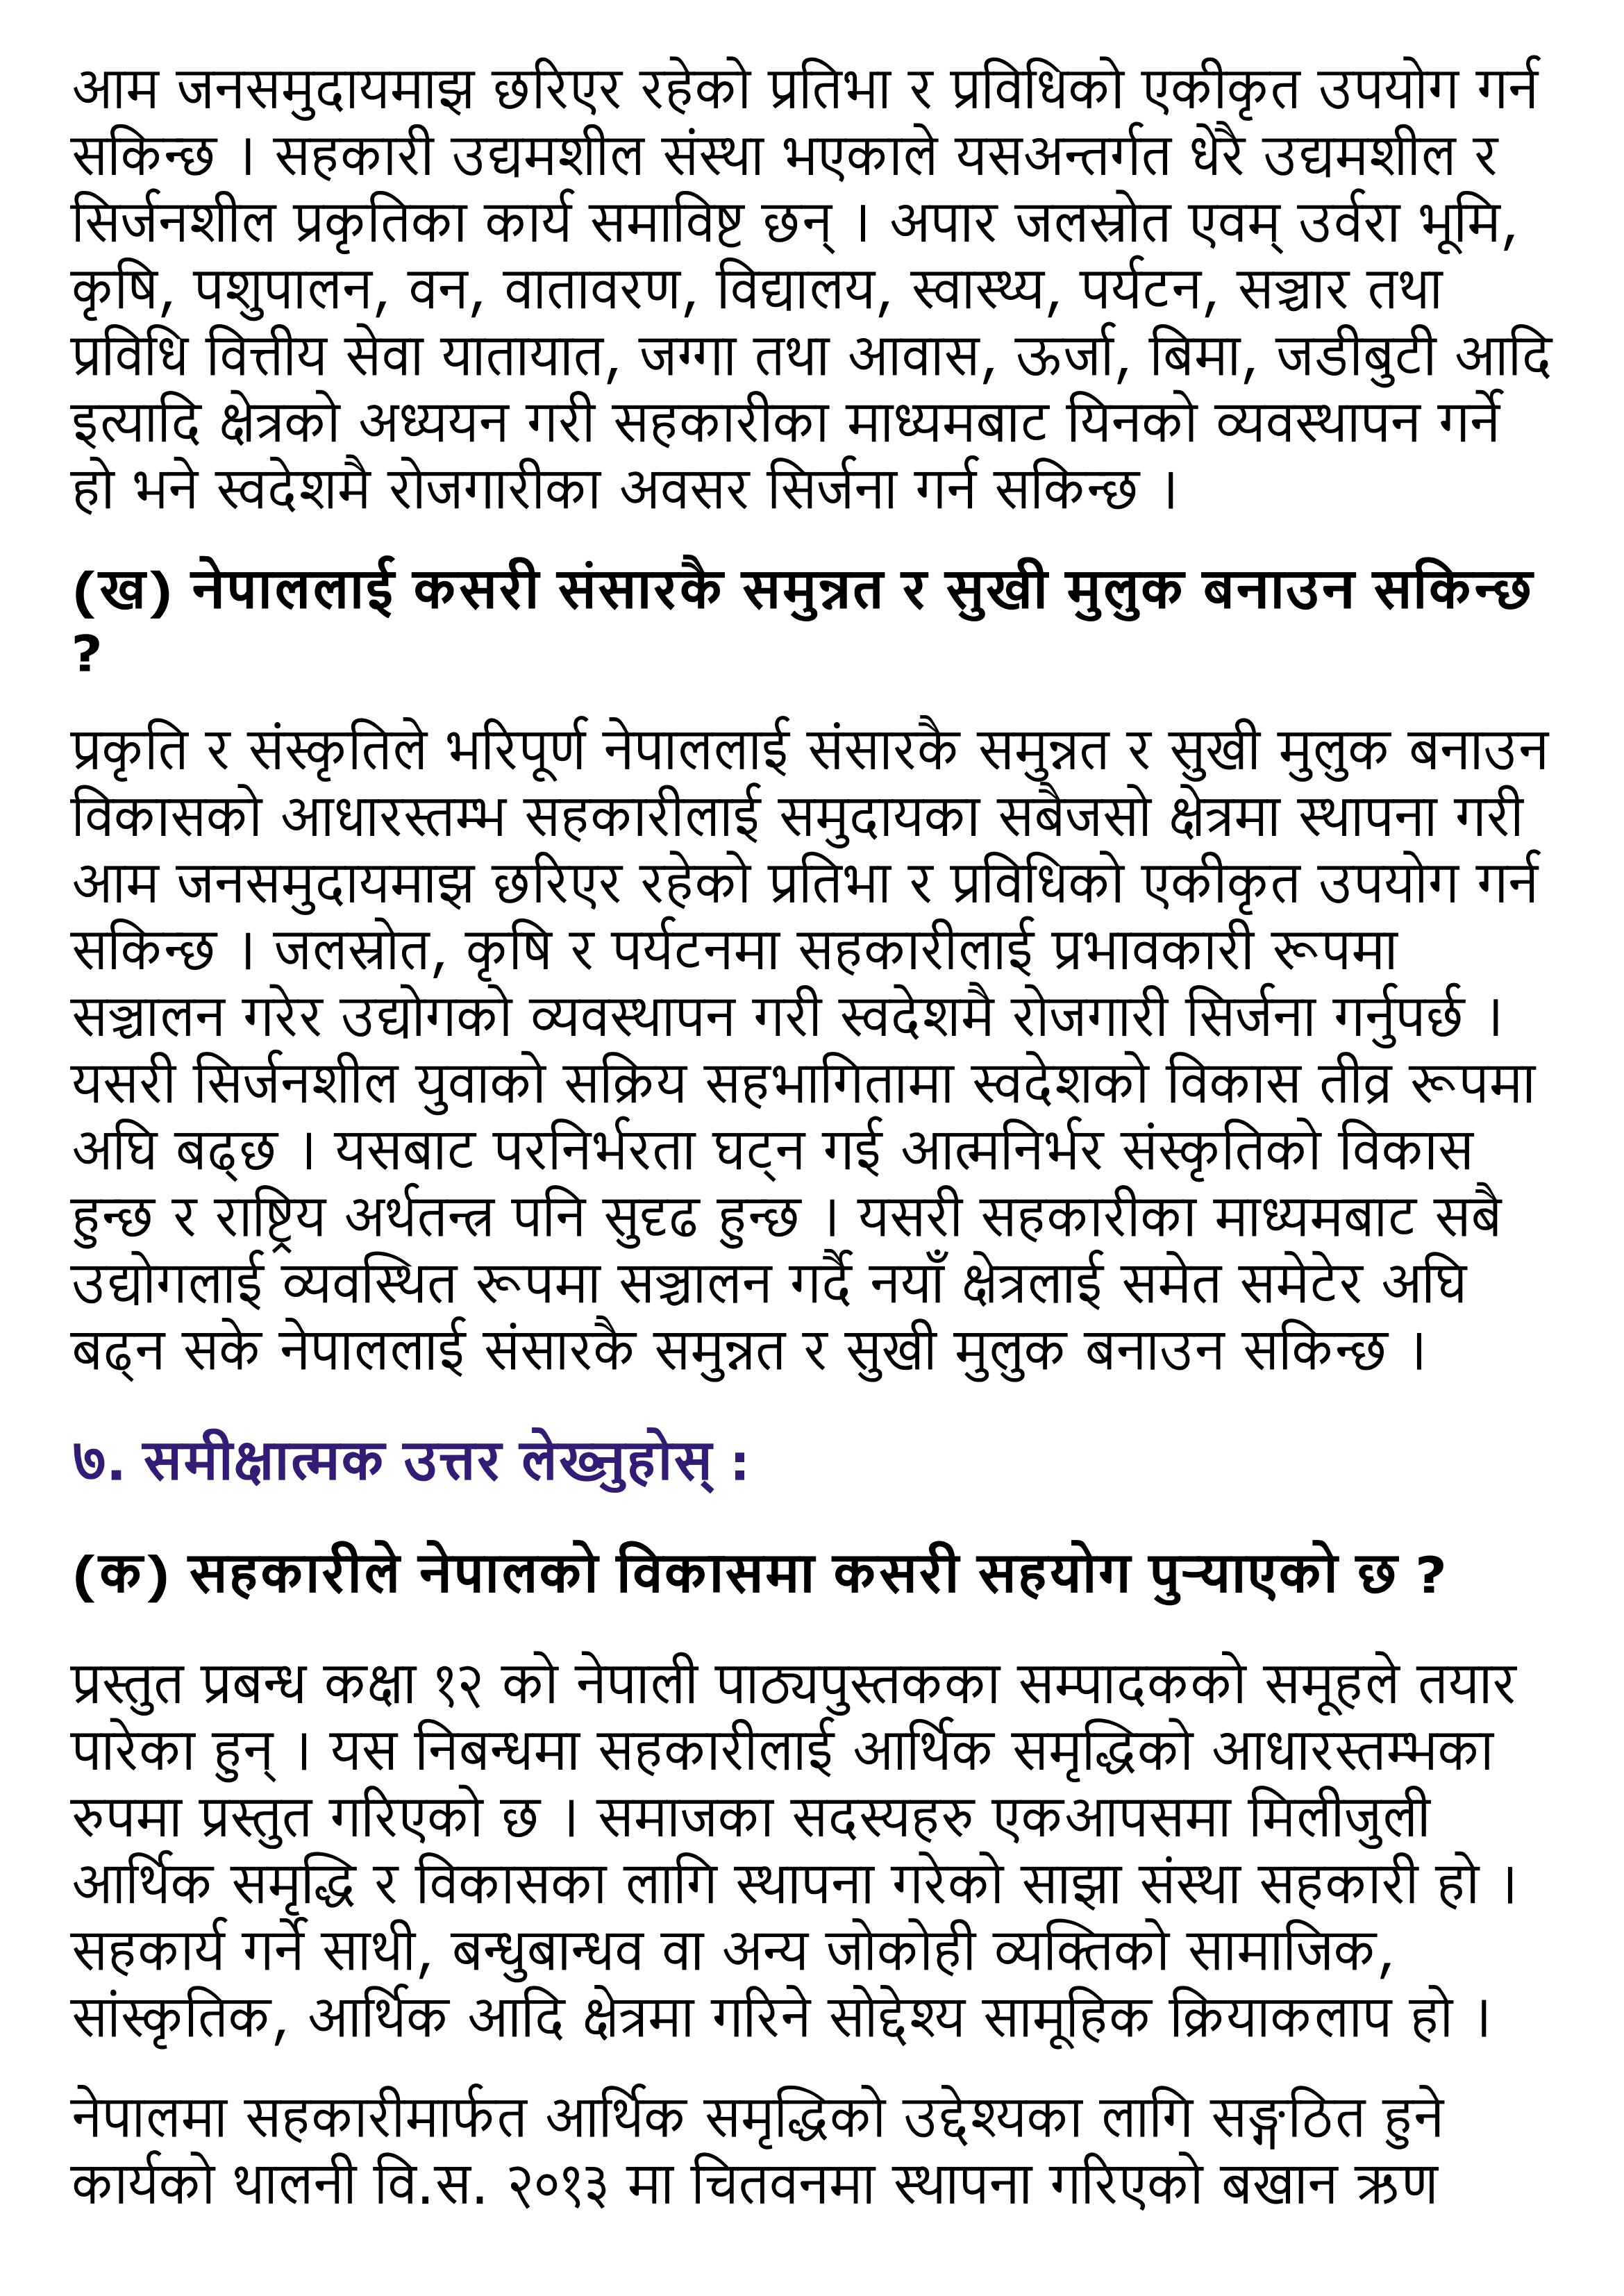 आम जनसमुदायमाझ छरिएर रहेको प्रतिभा र प्रविधिको एकीकृत उपयोग गर्न
सकिन्छ । सहकारी उद्यमशील संस्था भएकाले यसअन्तर्गत धेरै उद्यमशील र
सिर्जनशील प्रकृतिका कार्य समाविष्ट छन् । अपार जलस्रोत एवम् उर्वरा भूमि,
कृषि, पशुपालन, वन, वातावरण, विद्यालय, स्वास्थ्य, पर्यटन, सञ्चार तथा
प्रविधि वित्तीय सेवा यातायात, जग्गा तथा आवास, ऊर्जा, बिमा, जडीबुटी आदि
इत्यादि क्षेत्रको अध्ययन गरी सहकारीका माध्यमबाट यिनको व्यवस्थापन गर्ने
हो भने स्वदेशमै रोजगारीका अवसर सिर्जना गर्न सकिन्छ ।
(ख) नेपाललाई कसरी संसारकै समुन्नत र सुखी मुलुक बनाउन सकिन्छ
?
प्रकृति र संस्कृतिले भरिपूर्ण नेपाललाई संसारकै समुन्नत र सुखी मुलुक बनाउन
विकासको आधारस्तम्भ सहकारीलाई समुदायका सबैजसो क्षेत्रमा स्थापना गरी
आम जनसमुदायमाझ छरिएर रहेको प्रतिभा र प्रविधिको एकीकृत उपयोग गर्न
सकिन्छ । जलस्रोत, कृषि र पर्यटनमा सहकारीलाई प्रभावकारी रूपमा
सञ्चालन गरेर उद्योगको व्यवस्थापन गरी स्वदेशमै रोजगारी सिर्जना गर्नुपर्छ ।
यसरी सिर्जनशील युवाको सक्रिय सहभागितामा स्वदेशको विकास तीव्र रूपमा
अघि बढ्छ । यसबाट परनिर्भरता घट्न गई आत्मनिर्भर संस्कृतिको विकास
हुन्छ र राष्ट्रिय अर्थतन्त्र पनि सुदृढ हुन्छ । यसरी सहकारीका माध्यमबाट सबै
उद्योगलाई व्यवस्थित रूपमा सञ्चालन गर्दै नयाँ क्षेत्रलाई समेत समेटेर अघि
बढ्न सके नेपाललाई संसारकै समुन्नत र सुखी मुलुक बनाउन सकिन्छ ।
७. समीक्षात्मक उत्तर लेख्नुहोस् :
(क) सहकारीले नेपालको विकासमा कसरी सहयोग पुऱ्याएको छ ?
प्रस्तुत प्रबन्ध कक्षा १२ को नेपाली पाठ्यपुस्तकका सम्पादकको समूहले तयार
पारेका हुन् । यस निबन्धमा सहकारीलाई आर्थिक समृद्धिको आधारस्तम्भका
रुपमा प्रस्तुत गरिएको छ । समाजका सदस्यहरु एकआपसमा मिलीजुली
आर्थिक समृद्धि र विकासका लागि स्थापना गरेको साझा संस्था सहकारी हो ।
सहकार्य गर्ने साथी, बन्धुबान्धव वा अन्य जोकोही व्यक्तिको सामाजिक,
सांस्कृतिक, आर्थिक आदि क्षेत्रमा गरिने सोद्देश्य सामूहिक क्रियाकलाप हो ।
नेपालमा सहकारीमार्फत आर्थिक समृद्धिको उद्देश्यका लागि सङ्गठित हुने
कार्यको थालनी वि.स. २०१३ मा चितवनमा स्थापना गरिएको बखान ऋण